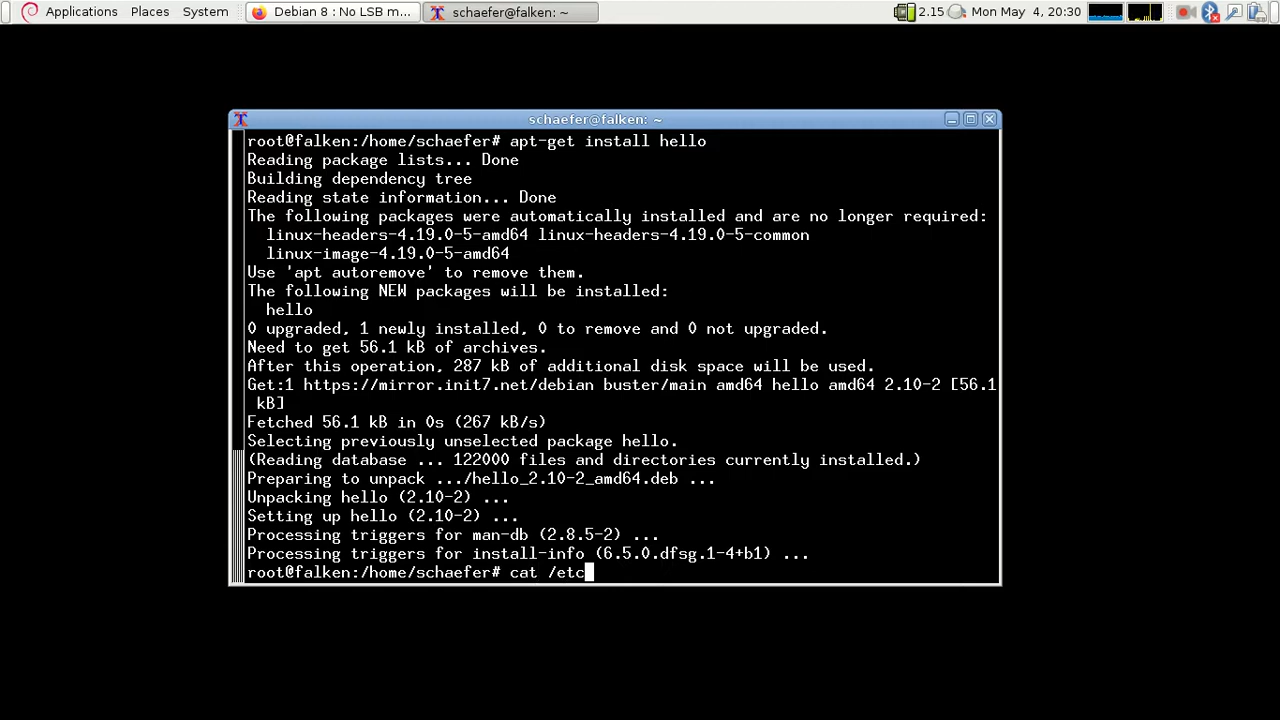 Applications Places System Debian 8 : No LSB m... schaefer@falken: ~ 2.15 Mon May 4, 20:30
schaefer@falken: ~
root@falken:/home/schaefer# apt-get install hello
Reading package lists... Done
Building dependency tree
Reading state information... Done
The following packages were automatically installed and are no longer required:
  linux-headers-4.19.0-5-amd64 linux-headers-4.19.0-5-common
  linux-image-4.19.0-5-amd64
Use 'apt autoremove' to remove them.
The following NEW packages will be installed:
  hello
0 upgraded, 1 newly installed, 0 to remove and 0 not upgraded.
Need to get 56.1 kB of archives.
After this operation, 287 kB of additional disk space will be used.
Get:1 https://mirror.init7.net/debian buster/main amd64 hello amd64 2.10-2 [56.1
 kB]
Fetched 56.1 kB in 0s (267 kB/s)
Selecting previously unselected package hello.
(Reading database ... 122000 files and directories currently installed.)
Preparing to unpack .../hello_2.10-2_amd64.deb ...
Unpacking hello (2.10-2) ...
Setting up hello (2.10-2) ...
Processing triggers for man-db (2.8.5-2) ...
Processing triggers for install-info (6.5.0.dfsg.1-4+b1) ...
root@falken:/home/schaefer# cat /etc